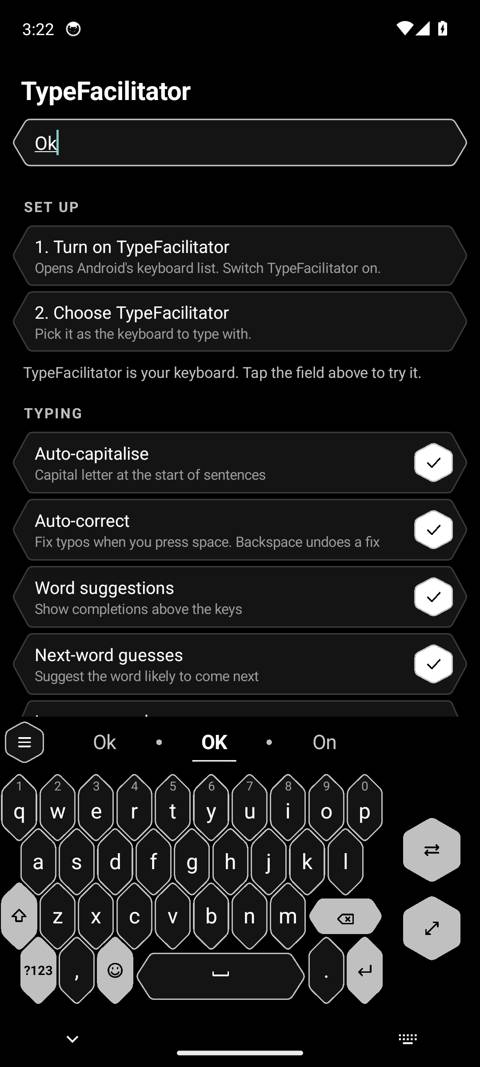 3:22
TypeFacilitator
Ok
SET UP
1. Turn on TypeFacilitator
Opens Android's keyboard list. Switch TypeFacilitator on.
2. Choose TypeFacilitator
Pick it as the keyboard to type with.
TypeFacilitator is your keyboard. Tap the field above to try it.
TYPING
Auto-capitalise
Capital letter at the start of sentences
Auto-correct
Fix typos when you press space. Backspace undoes a fix
Word suggestions
Show completions above the keys
Next-word guesses
Suggest the word likely to come next
Ok • OK • On
1 2 3 4 5 6 7 8 9 0
q w e r t y u i o p
a s d f g h j k l
z x c v b n m
?123 , .